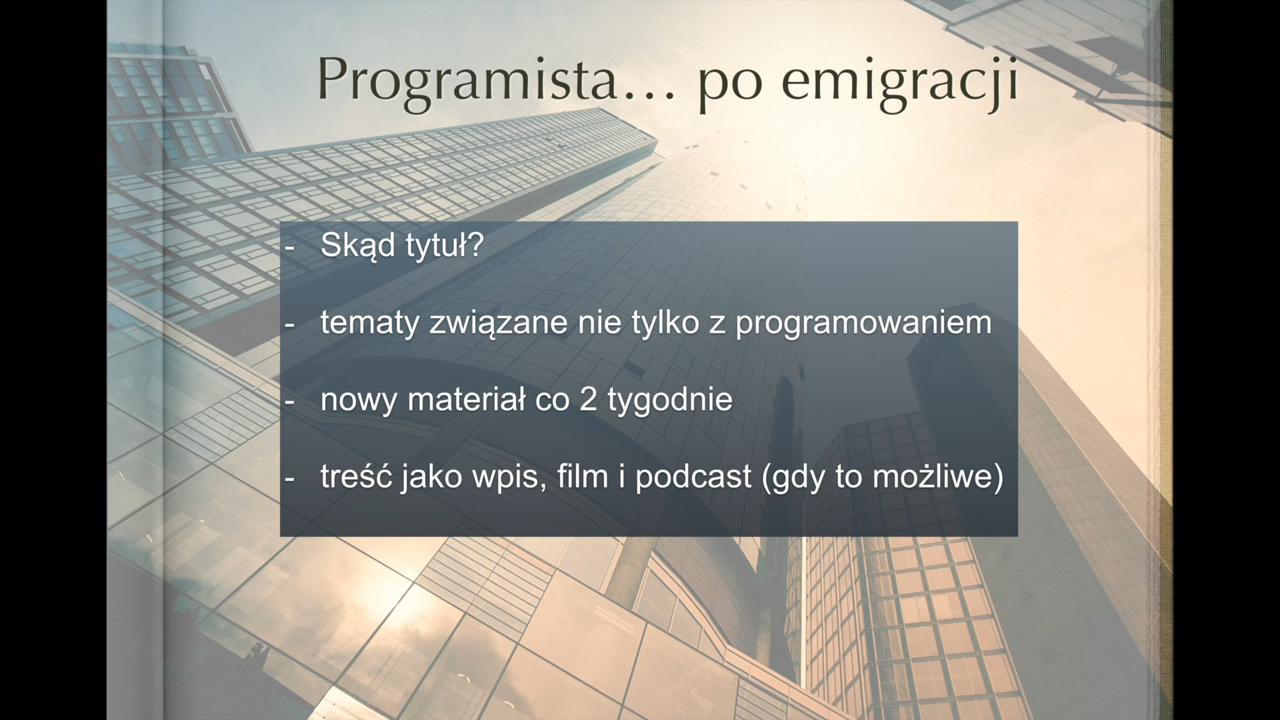 Programista… po emigracji
- Skąd tytuł?
- tematy związane nie tylko z programowaniem
- nowy materiał co 2 tygodnie
- treść jako wpis, film i podcast (gdy to możliwe)